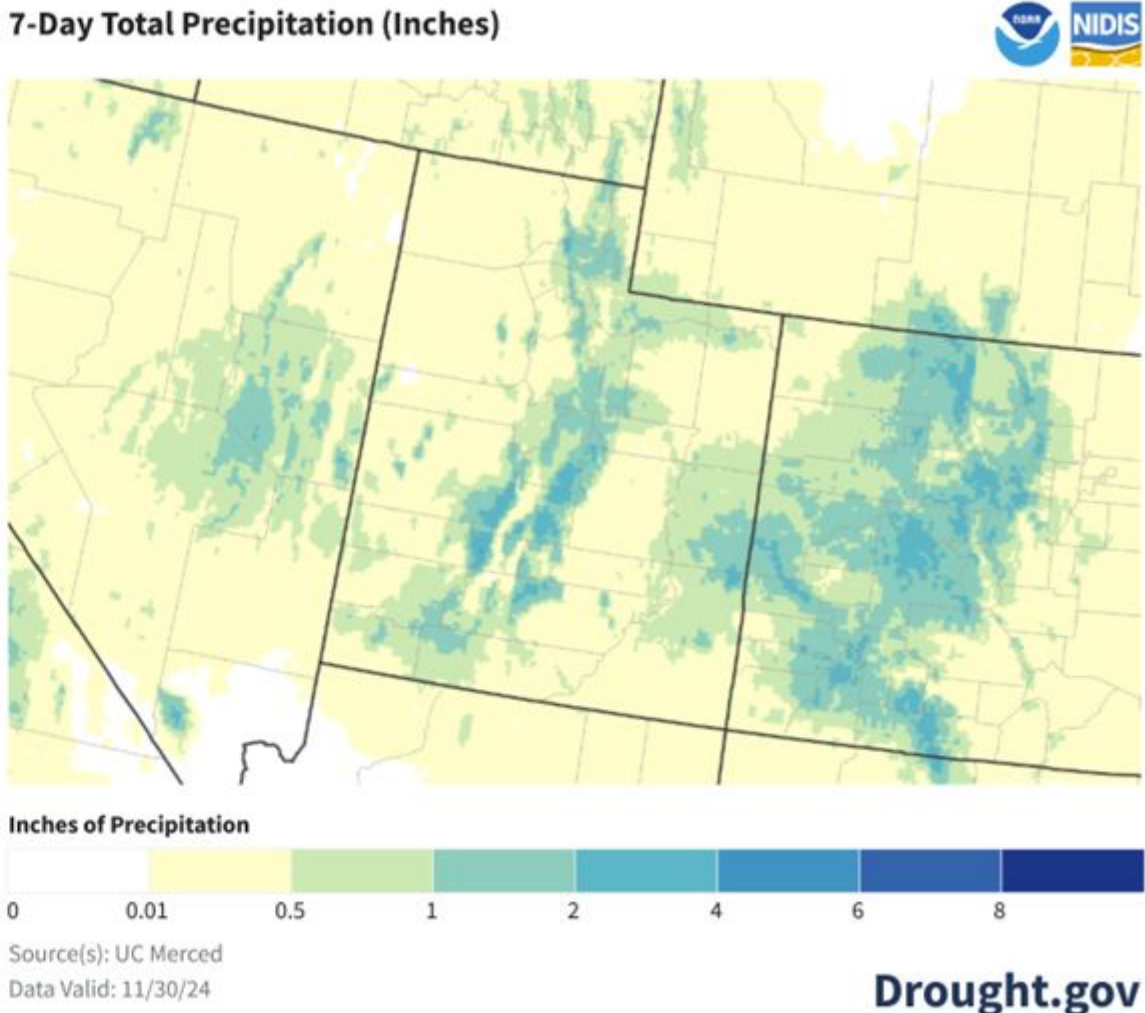 7-Day Total Precipitation (Inches)
NOAA
NIDIS
Inches of Precipitation
0 0.01 0.5 1 2 4 6 8
Source(s): UC Merced
Data Valid: 11/30/24
Drought.gov